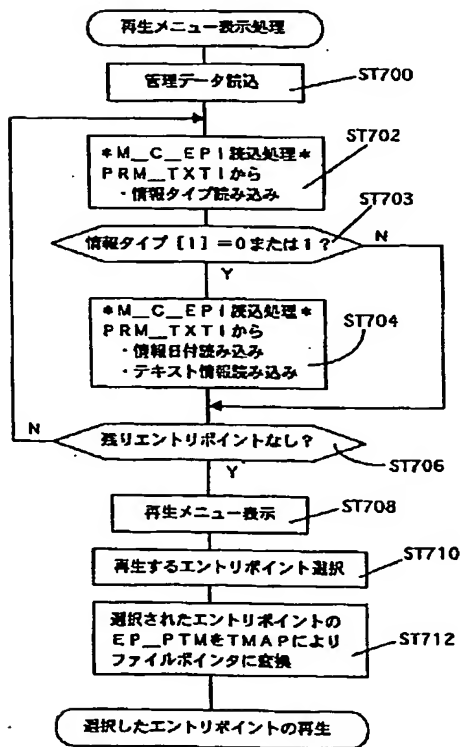 再生メニュー表示処理
管理データ読込
ST700
*M__C__EPI読込処理*
PRM__TXTIから
・情報タイプ読み込み
ST702
ST703
情報タイプ[1]=0または1?
N
Y
*M__C__EPI読込処理*
PRM__TXTIから
・情報日付読み込み
・テキスト情報読み込み
ST704
N
残りエントリポイントなし?
Y
ST706
再生メニュー表示
ST708
再生するエントリポイント選択
ST710
選択されたエントリポイントの
EP__PTMをTMAPにより
ファイルポインタに変換
ST712
選択したエントリポイントの再生